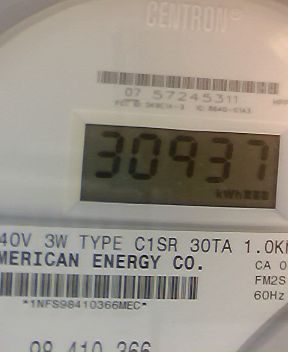 CENTRON®
07 57245311
30937
kWh
40V 3W TYPE C1SR 30TA 1.0K
MERICAN ENERGY CO.
CA 0
FM2S
*1NFS98410366MEC*
60Hz
98 410 366